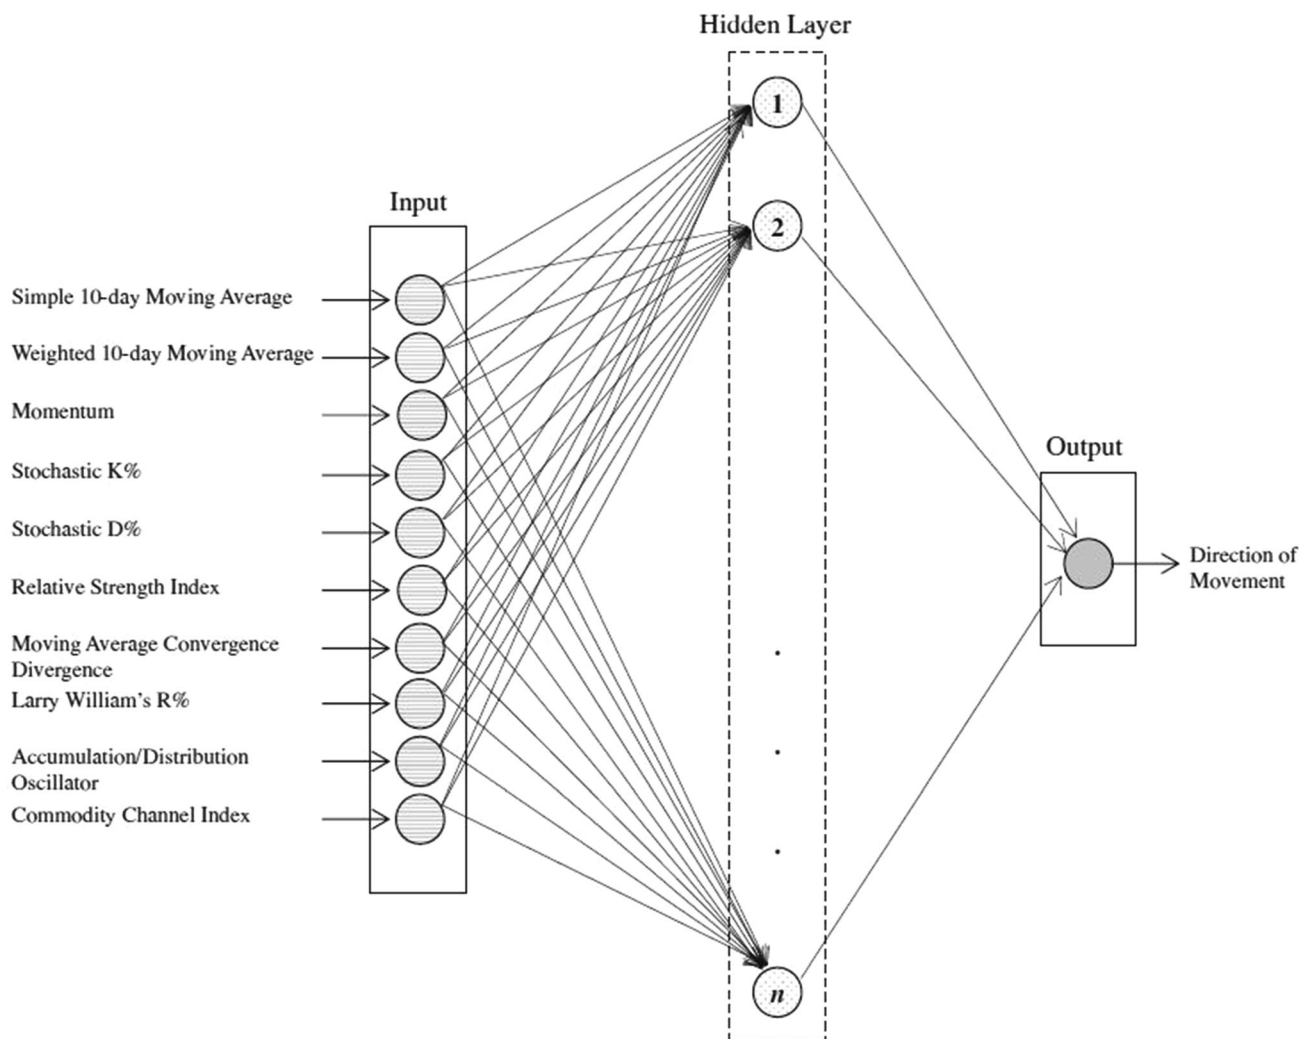 Hidden Layer
1
2
n
Input
Simple 10-day Moving Average
Weighted 10-day Moving Average
Momentum
Stochastic K%
Stochastic D%
Relative Strength Index
Moving Average Convergence
Divergence
Larry William's R%
Accumulation/Distribution
Oscillator
Commodity Channel Index
Output
Direction of
Movement